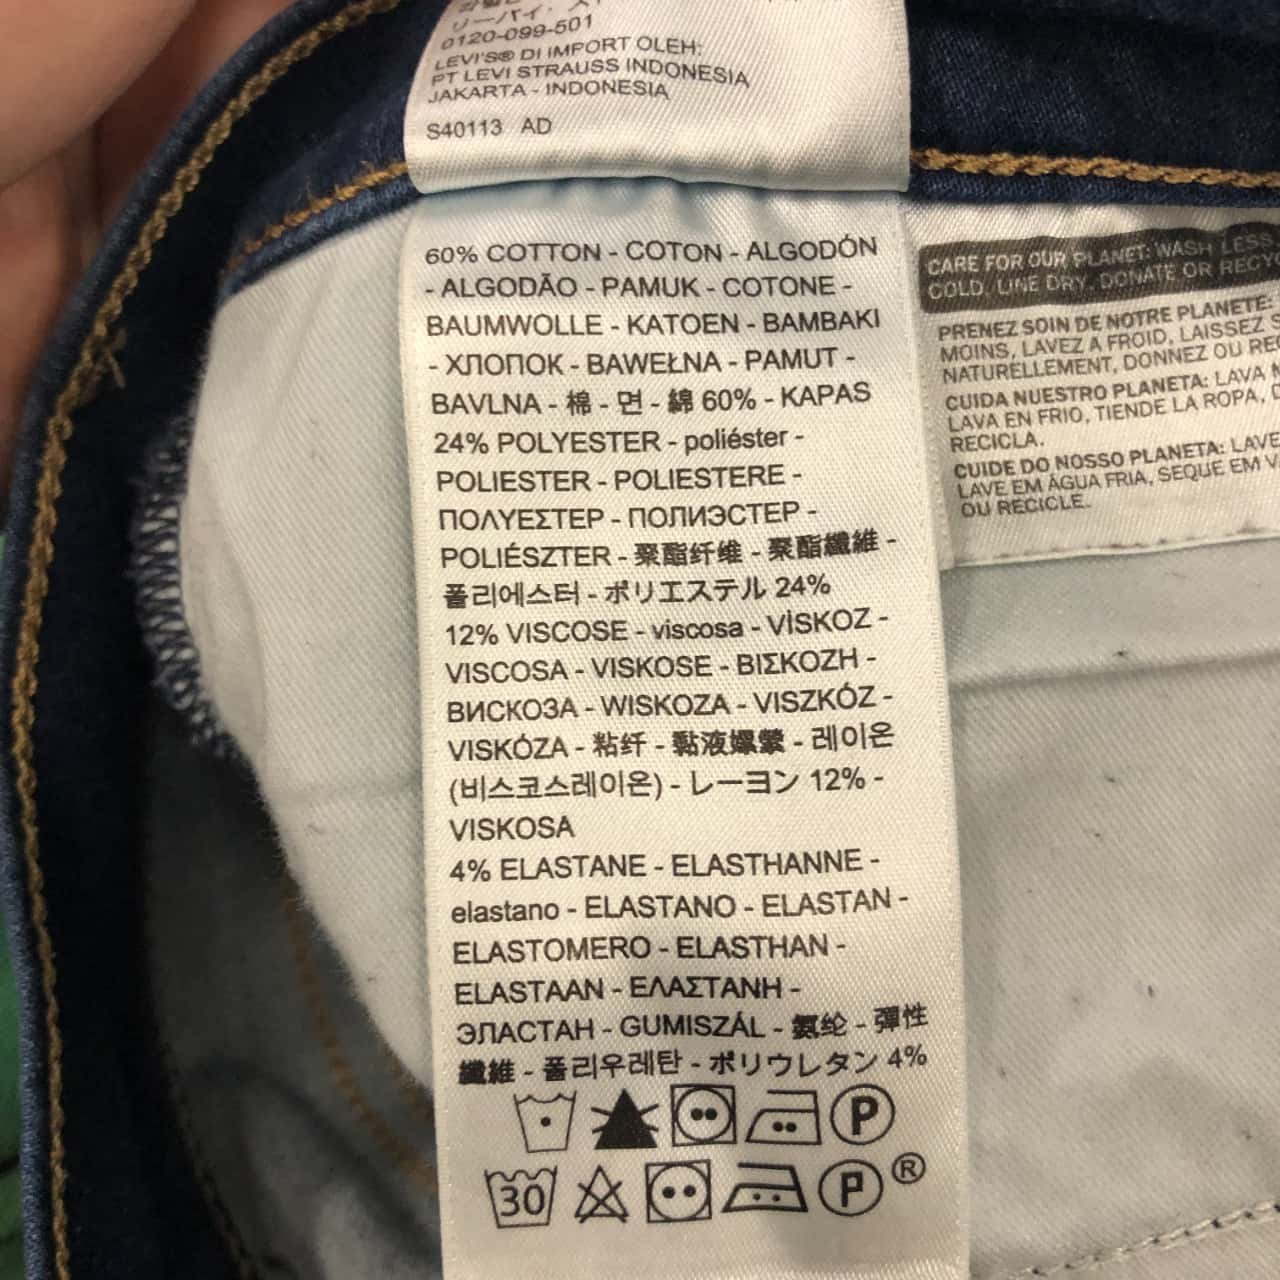 0120-099-501
LEVI'S® DI IMPORT OLEH:
PT LEVI STRAUSS INDONESIA
JAKARTA - INDONESIA
S40113 AD
60% COTTON - COTON - ALGODÓN
- ALGODÃO - PAMUK - COTONE -
BAUMWOLLE - KATOEN - BAMBAKI
- ХЛОПОК - BAWEŁNA - PAMUT -
BAVLNA - 棉 - 면 - 綿 60% - KAPAS
24% POLYESTER - poliéster -
POLIESTER - POLIESTERE -
ΠΟΛΥΕΣΤΕΡ - ПОЛИЭСТЕР -
POLIÉSZTER - 聚酯纤维 - 聚酯纖維 -
폴리에스터 - ポリエステル 24%
12% VISCOSE - viscosa - VİSKOZ -
VISCOSA - VISKOSE - ΒΙΣΚΟΖΗ -
ВИСКОЗА - WISKOZA - VISZKÓZ -
VISKÓZA - 粘纤 - 黏液嫘縈 - 레이온
(비스코스레이온) - レーヨン 12% -
VISKOSA
4% ELASTANE - ELASTHANNE -
elastano - ELASTANO - ELASTAN -
ELASTOMERO - ELASTHAN -
ELASTAAN - ΕΛΑΣΤΑΝΗ -
ЭЛАСТАН - GUMISZÁL - 氨纶 - 彈性
纖維 - 폴리우레탄 - ポリウレタン 4%
P
30 P ®
CARE FOR OUR PLANET: WASH LESS,
COLD, LINE DRY, DONATE OR
PRENEZ SOIN DE NOTRE PLANÈTE:
MOINS, LAVEZ A FROID, LAISSEZ
NATURELLEMENT, DONNEZ OU
CUIDA NUESTRO PLANETA: LAVA
LAVA EN FRIO, TIENDE LA ROPA,
RECICLA.
CUIDE DO NOSSO PLANETA: LAVE
LAVE EM ÁGUA FRIA, SEQUE EM
OU RECICLE.